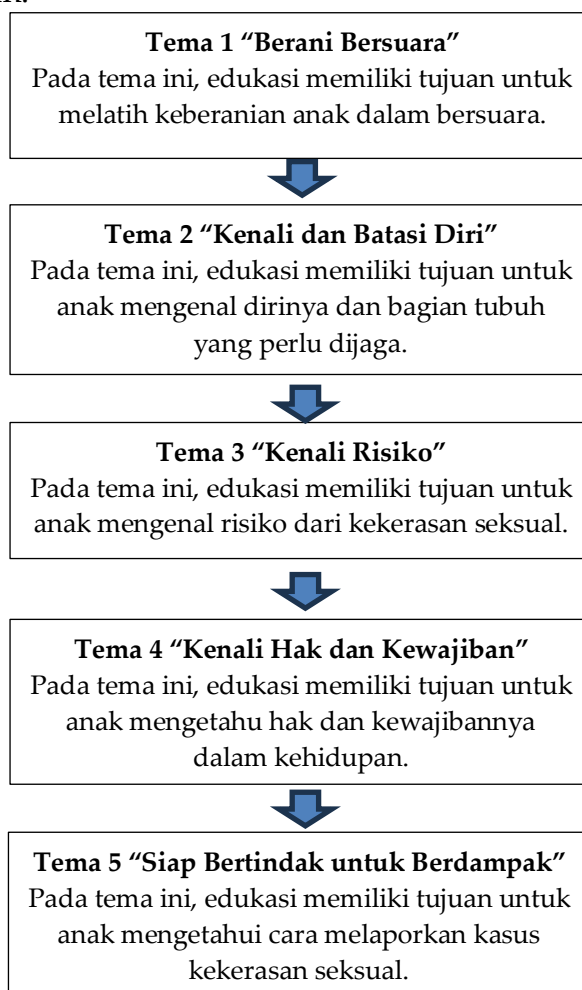 Tema 1 “Berani Bersuara”
Pada tema ini, edukasi memiliki tujuan untuk
melatih keberanian anak dalam bersuara.
Tema 2 “Kenali dan Batasi Diri”
Pada tema ini, edukasi memiliki tujuan untuk
anak mengenal dirinya dan bagian tubuh
yang perlu dijaga.
Tema 3 “Kenali Risiko”
Pada tema ini, edukasi memiliki tujuan untuk
anak mengenal risiko dari kekerasan seksual.
Tema 4 “Kenali Hak dan Kewajiban”
Pada tema ini, edukasi memiliki tujuan untuk
anak mengetahu hak dan kewajibannya
dalam kehidupan.
Tema 5 “Siap Bertindak untuk Berdampak”
Pada tema ini, edukasi memiliki tujuan untuk
anak mengetahui cara melaporkan kasus
kekerasan seksual.